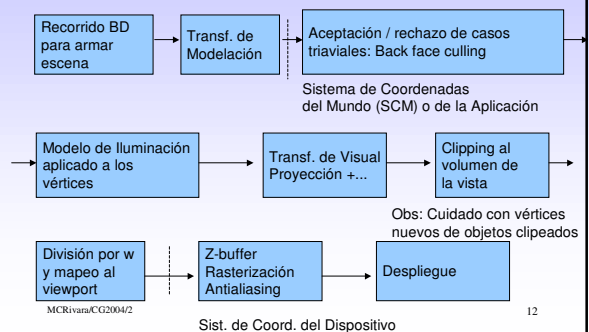 Recorrido BD
para armar
escena
Transf. de
Modelación
Aceptación / rechazo de casos
triaviales: Back face culling
Sistema de Coordenadas
del Mundo (SCM) o de la Aplicación
Modelo de Iluminación
aplicado a los
vértices
Transf. de Visual
Proyección +...
Clipping al
volumen de
la vista
Obs: Cuidado con vértices
nuevos de objetos clipeados
División por w
y mapeo al
viewport
Z-buffer
Rasterización
Antialiasing
Despliegue
MCRivara/CG2004/2
12
Sist. de Coord. del Dispositivo